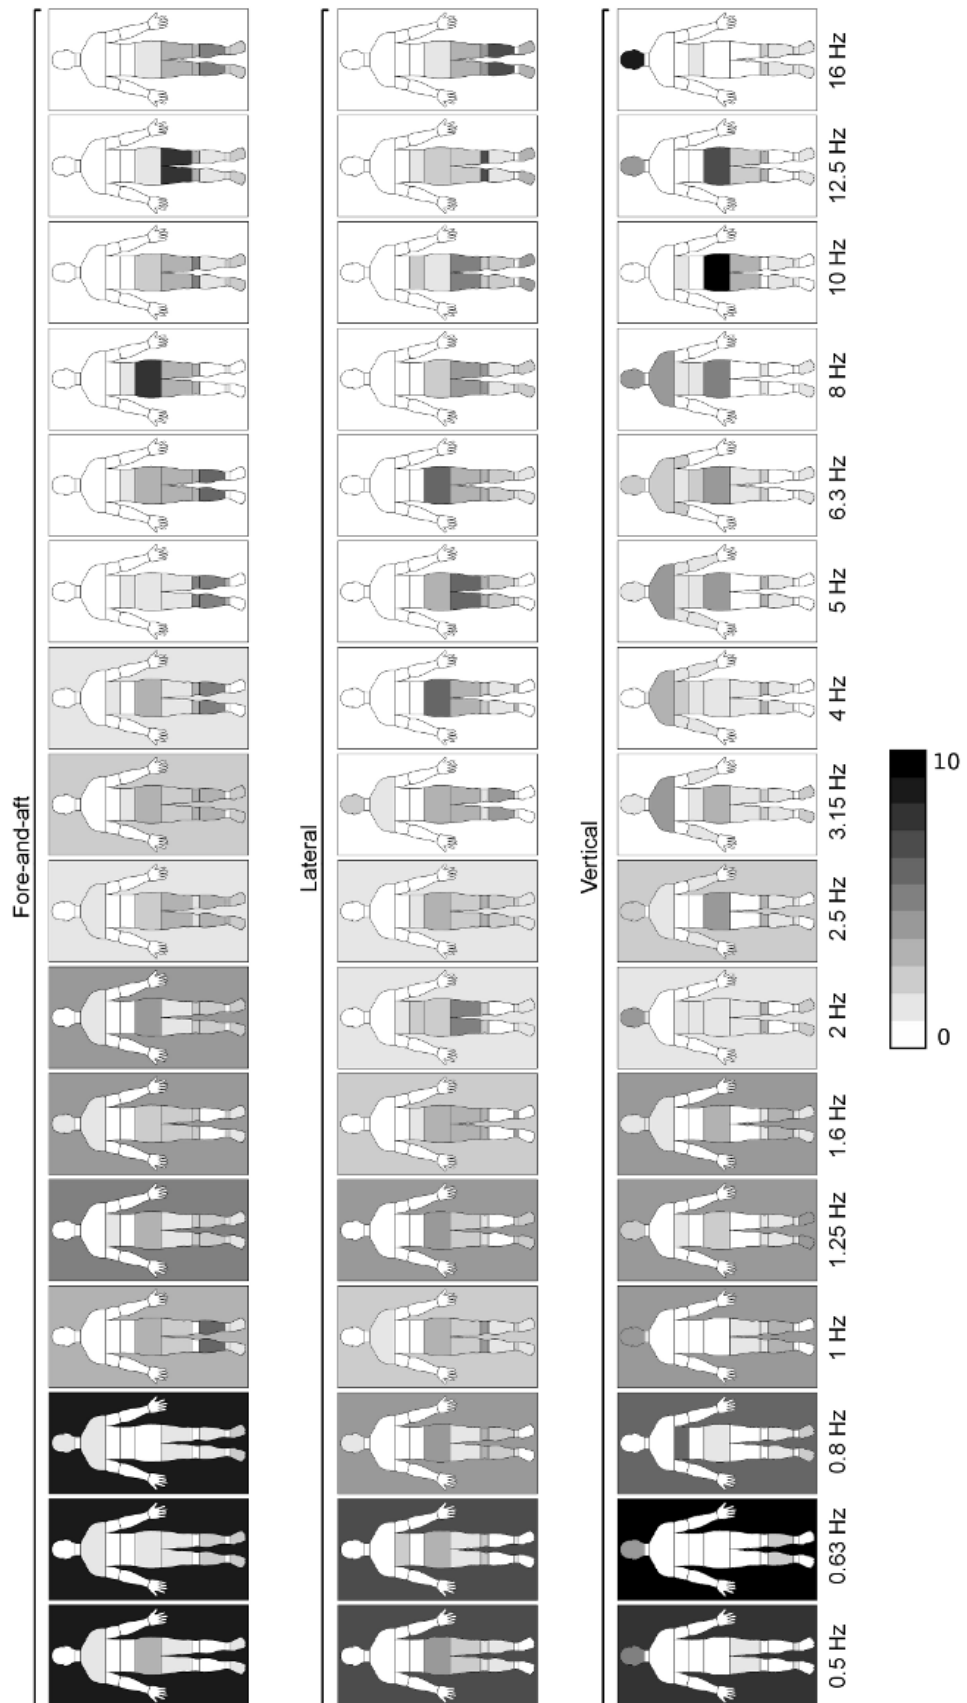 Fore-and-aft
Lateral
Vertical
16 Hz
12.5 Hz
10 Hz
8 Hz
6.3 Hz
5 Hz
4 Hz
3.15 Hz
2.5 Hz
2 Hz
1.6 Hz
1.25 Hz
1 Hz
0.8 Hz
0.63 Hz
0.5 Hz
10
0